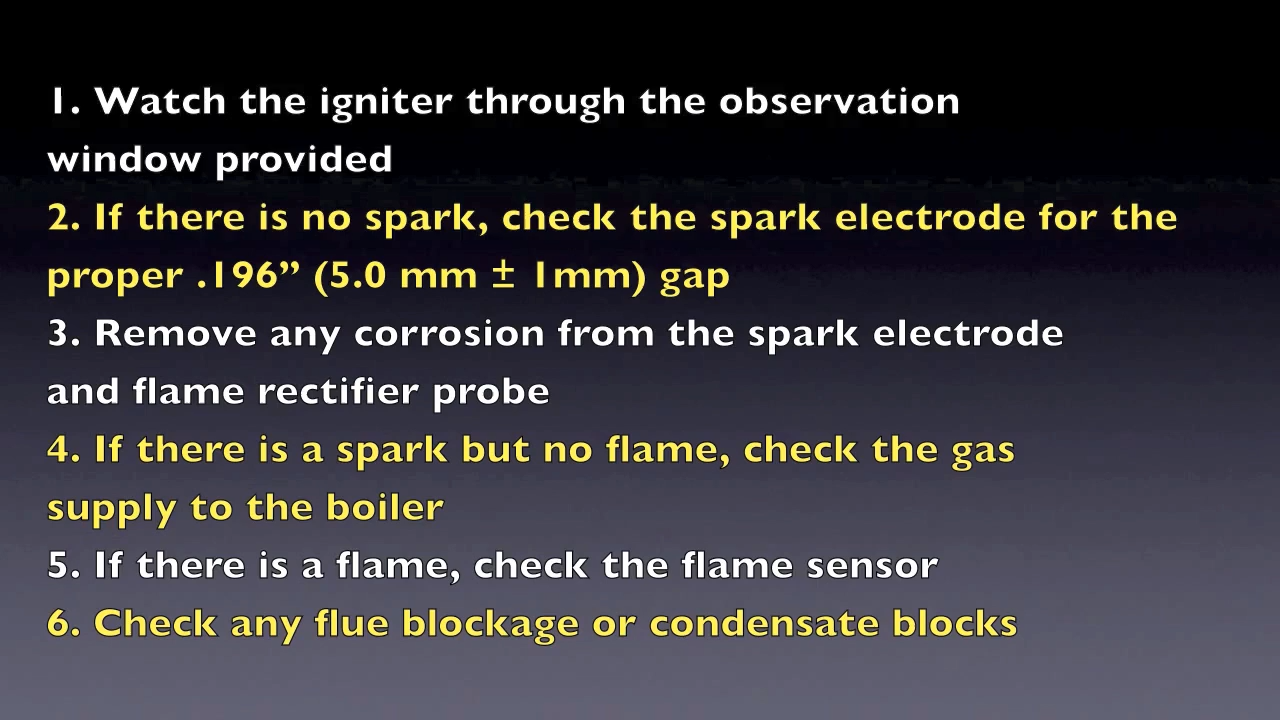 1. Watch the igniter through the observation
window provided
2. If there is no spark, check the spark electrode for the
proper .196” (5.0 mm ± 1mm) gap
3. Remove any corrosion from the spark electrode
and flame rectifier probe
4. If there is a spark but no flame, check the gas
supply to the boiler
5. If there is a flame, check the flame sensor
6. Check any flue blockage or condensate blocks